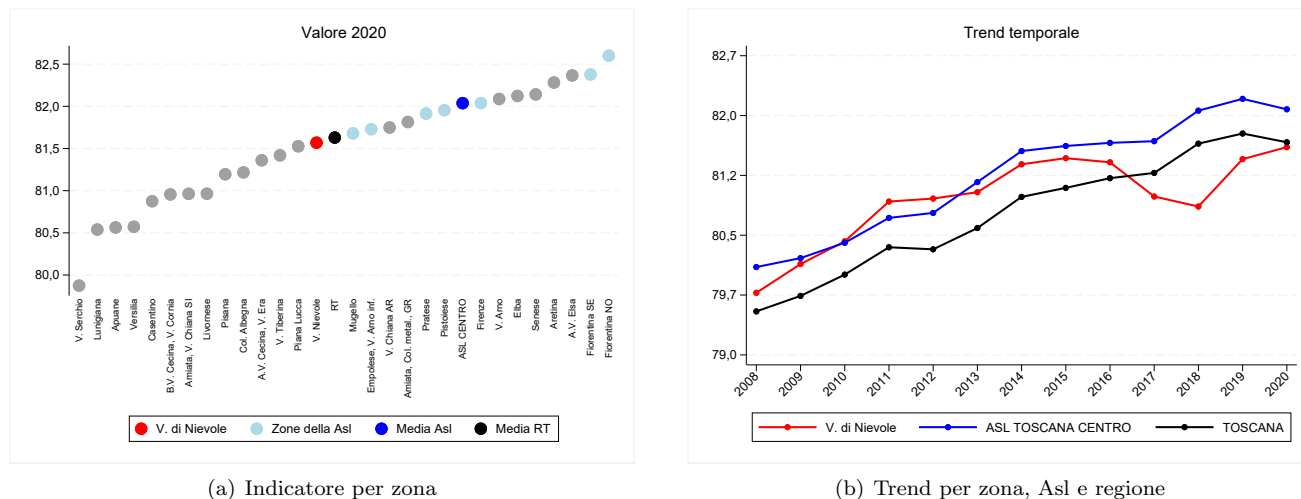 Valore 2020
82,5
82,0
81,5
81,0
80,5
80,0
V. Serchio
Lunigiana
Apuane
Versilia
Casentino
B.V. Cecina, V. Cornia
Amiata, V. Chiana SI
Livornese
Pisana
Col. Albegna
A.V. Cecina, V. Era
V. Tiberina
Piana Lucca
V. Nievole
RT
Mugello
Empolese, V. Arno inf.
V. Chiana AR
Amiata, Col. metal., GR
Pratese
Pistoiese
ASL CENTRO
Firenze
V. Arno
Elba
Senese
Aretina
A.V. Elsa
Fiorentina SE
Fiorentina NO
V. di Nievole Zone della Asl Media Asl Media RT
(a) Indicatore per zona
Trend temporale
82,7
82,0
81,2
80,5
79,7
79,0
2008 2009 2010 2011 2012 2013 2014 2015 2016 2017 2018 2019 2020
V. di Nievole ASL TOSCANA CENTRO TOSCANA
(b) Trend per zona, Asl e regione